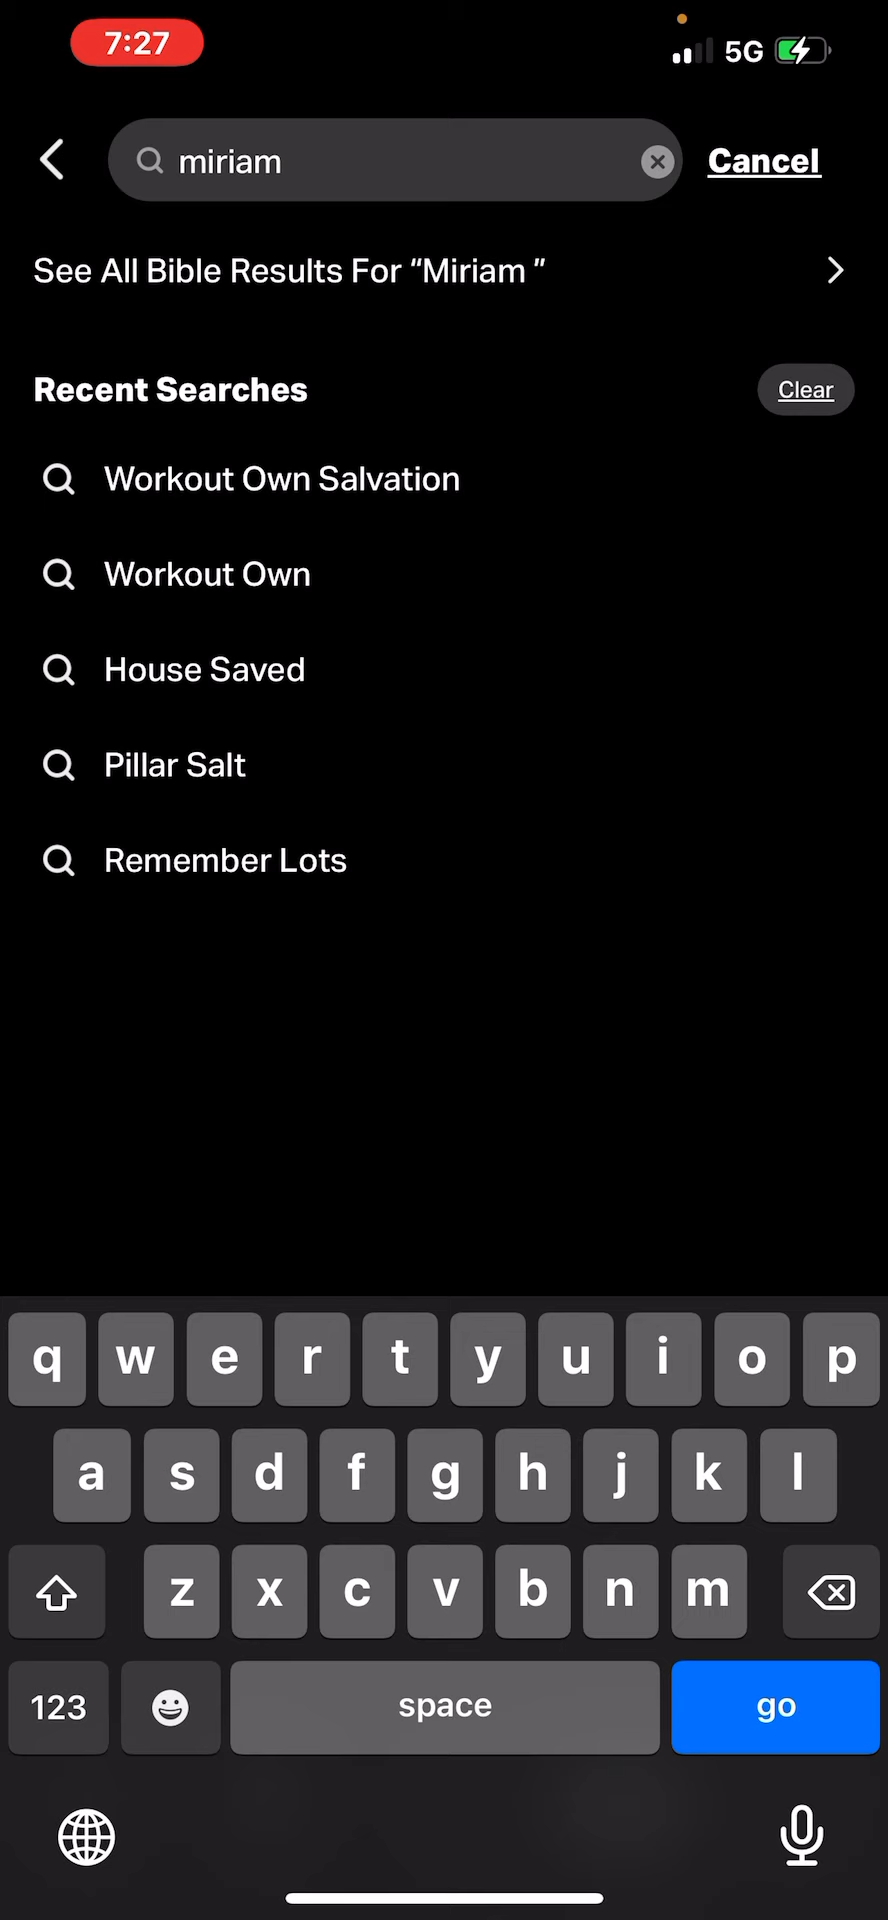 7:27
5G
miriam
Cancel
See All Bible Results For “Miriam ”
Recent Searches
Clear
Workout Own Salvation
Workout Own
House Saved
Pillar Salt
Remember Lots
q w e r t y u i o p
a s d f g h j k l
z x c v b n m
123 space go